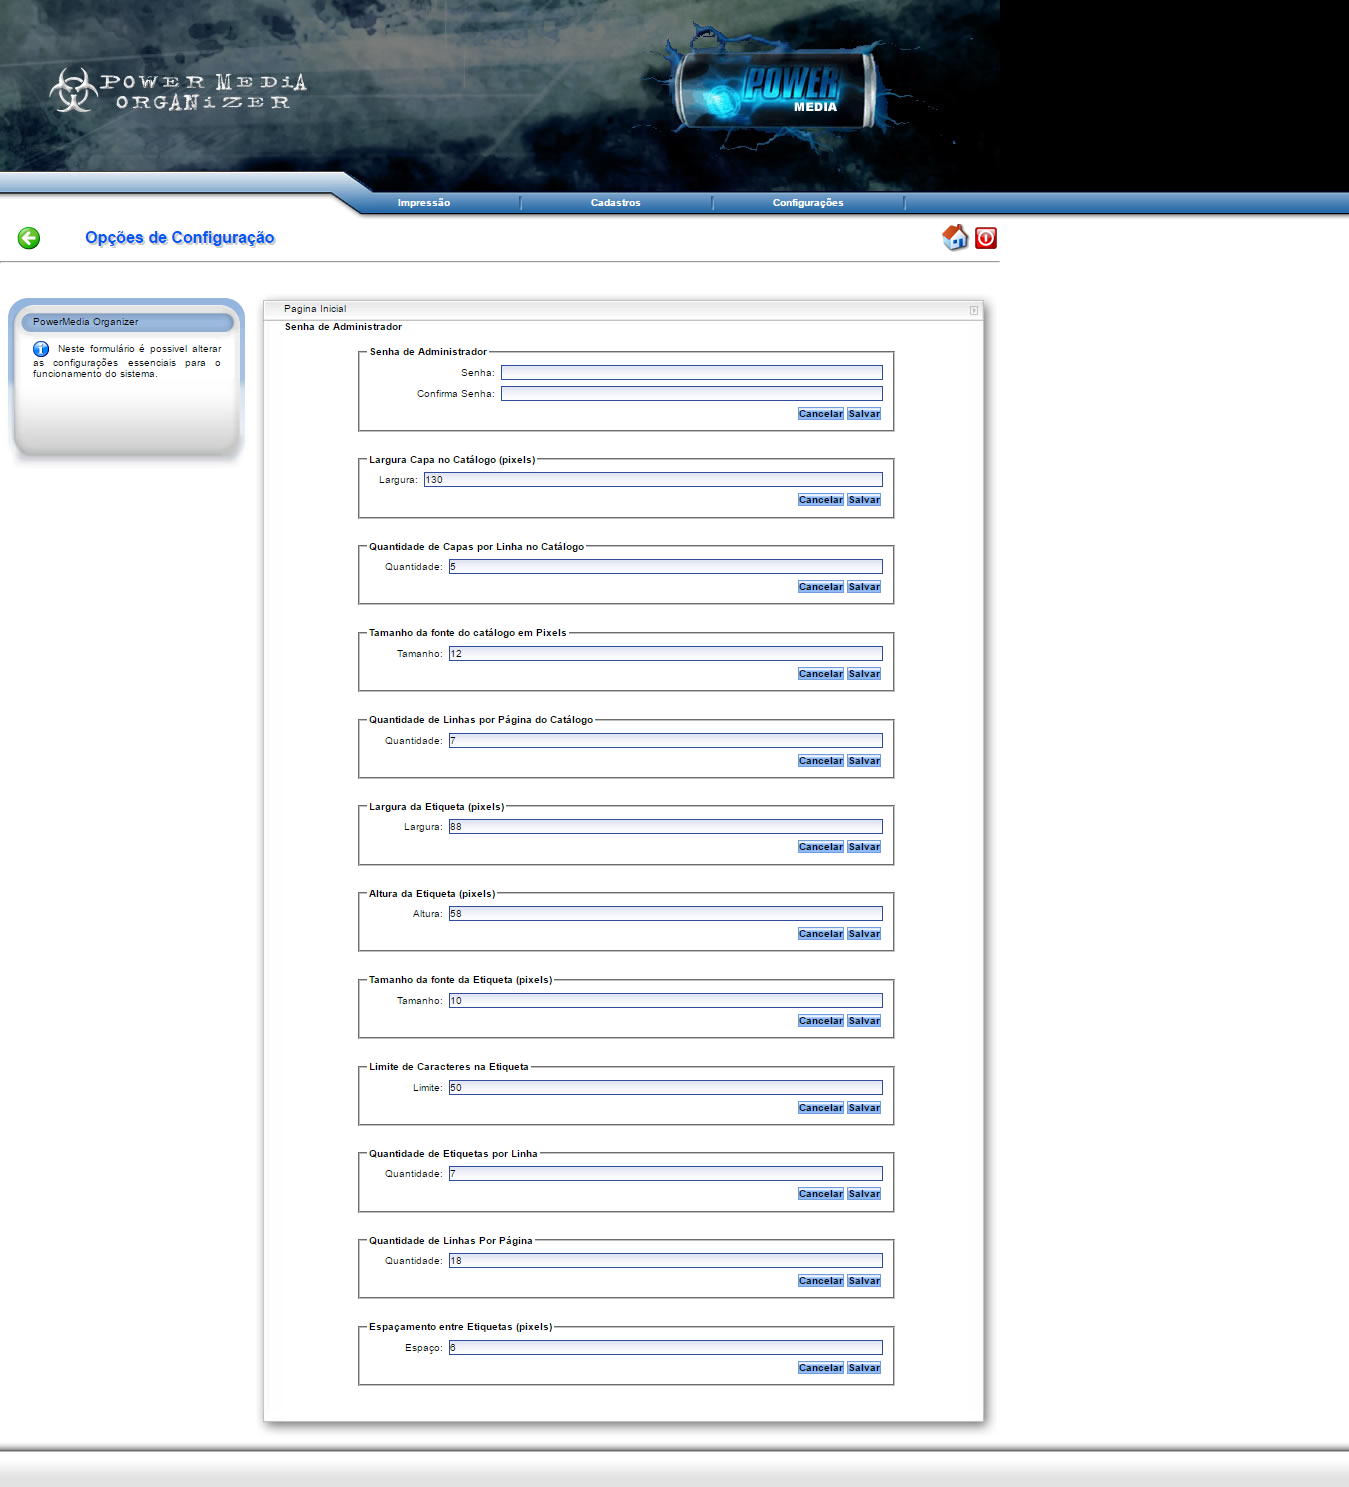 POWER MEDiA
ORGANiZER
POWER
MEDIA
Impressão Cadastros Configurações
Opções de Configuração
PowerMedia Organizer
Neste formulário é possivel alterar
as configurações essenciais para o
funcionamento do sistema.
Pagina Inicial
Senha de Administrador
Senha de Administrador
Senha:
Confirma Senha:
Cancelar Salvar
Largura Capa no Catálogo (pixels)
Largura: 130
Cancelar Salvar
Quantidade de Capas por Linha no Catálogo
Quantidade: 5
Cancelar Salvar
Tamanho da fonte do catálogo em Pixels
Tamanho: 12
Cancelar Salvar
Quantidade de Linhas por Página do Catálogo
Quantidade: 7
Cancelar Salvar
Largura da Etiqueta (pixels)
Largura: 88
Cancelar Salvar
Altura da Etiqueta (pixels)
Altura: 58
Cancelar Salvar
Tamanho da fonte da Etiqueta (pixels)
Tamanho: 10
Cancelar Salvar
Limite de Caracteres na Etiqueta
Limite: 50
Cancelar Salvar
Quantidade de Etiquetas por Linha
Quantidade: 7
Cancelar Salvar
Quantidade de Linhas Por Página
Quantidade: 18
Cancelar Salvar
Espaçamento entre Etiquetas (pixels)
Espaço: 6
Cancelar Salvar